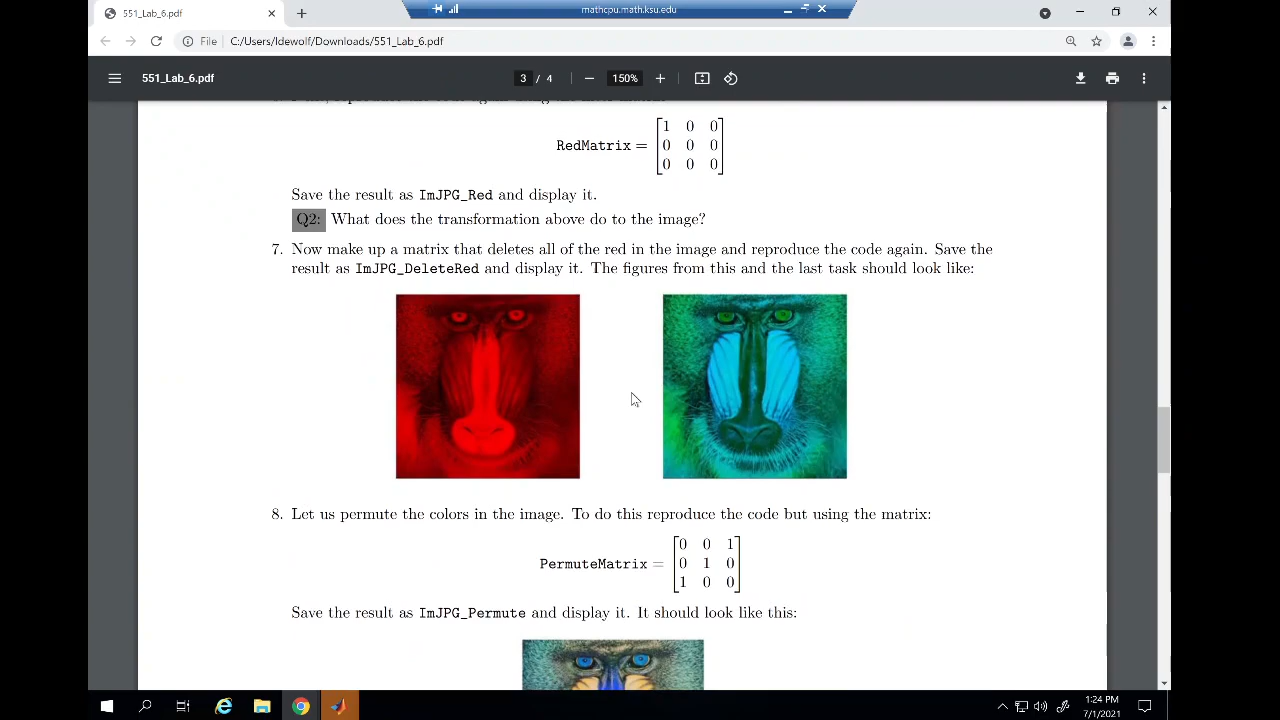 551_Lab_6.pdf
mathcpu.math.ksu.edu
File C:/Users/ldewolf/Downloads/551_Lab_6.pdf
551_Lab_6.pdf 3 / 4 150%
RedMatrix = [1 0 0
0 0 0
0 0 0]
Save the result as ImJPG_Red and display it.
Q2: What does the transformation above do to the image?
7. Now make up a matrix that deletes all of the red in the image and reproduce the code again. Save the
result as ImJPG_DeleteRed and display it. The figures from this and the last task should look like:
8. Let us permute the colors in the image. To do this reproduce the code but using the matrix:
PermuteMatrix = [0 0 1
0 1 0
1 0 0]
Save the result as ImJPG_Permute and display it. It should look like this:
1:24 PM
7/1/2021